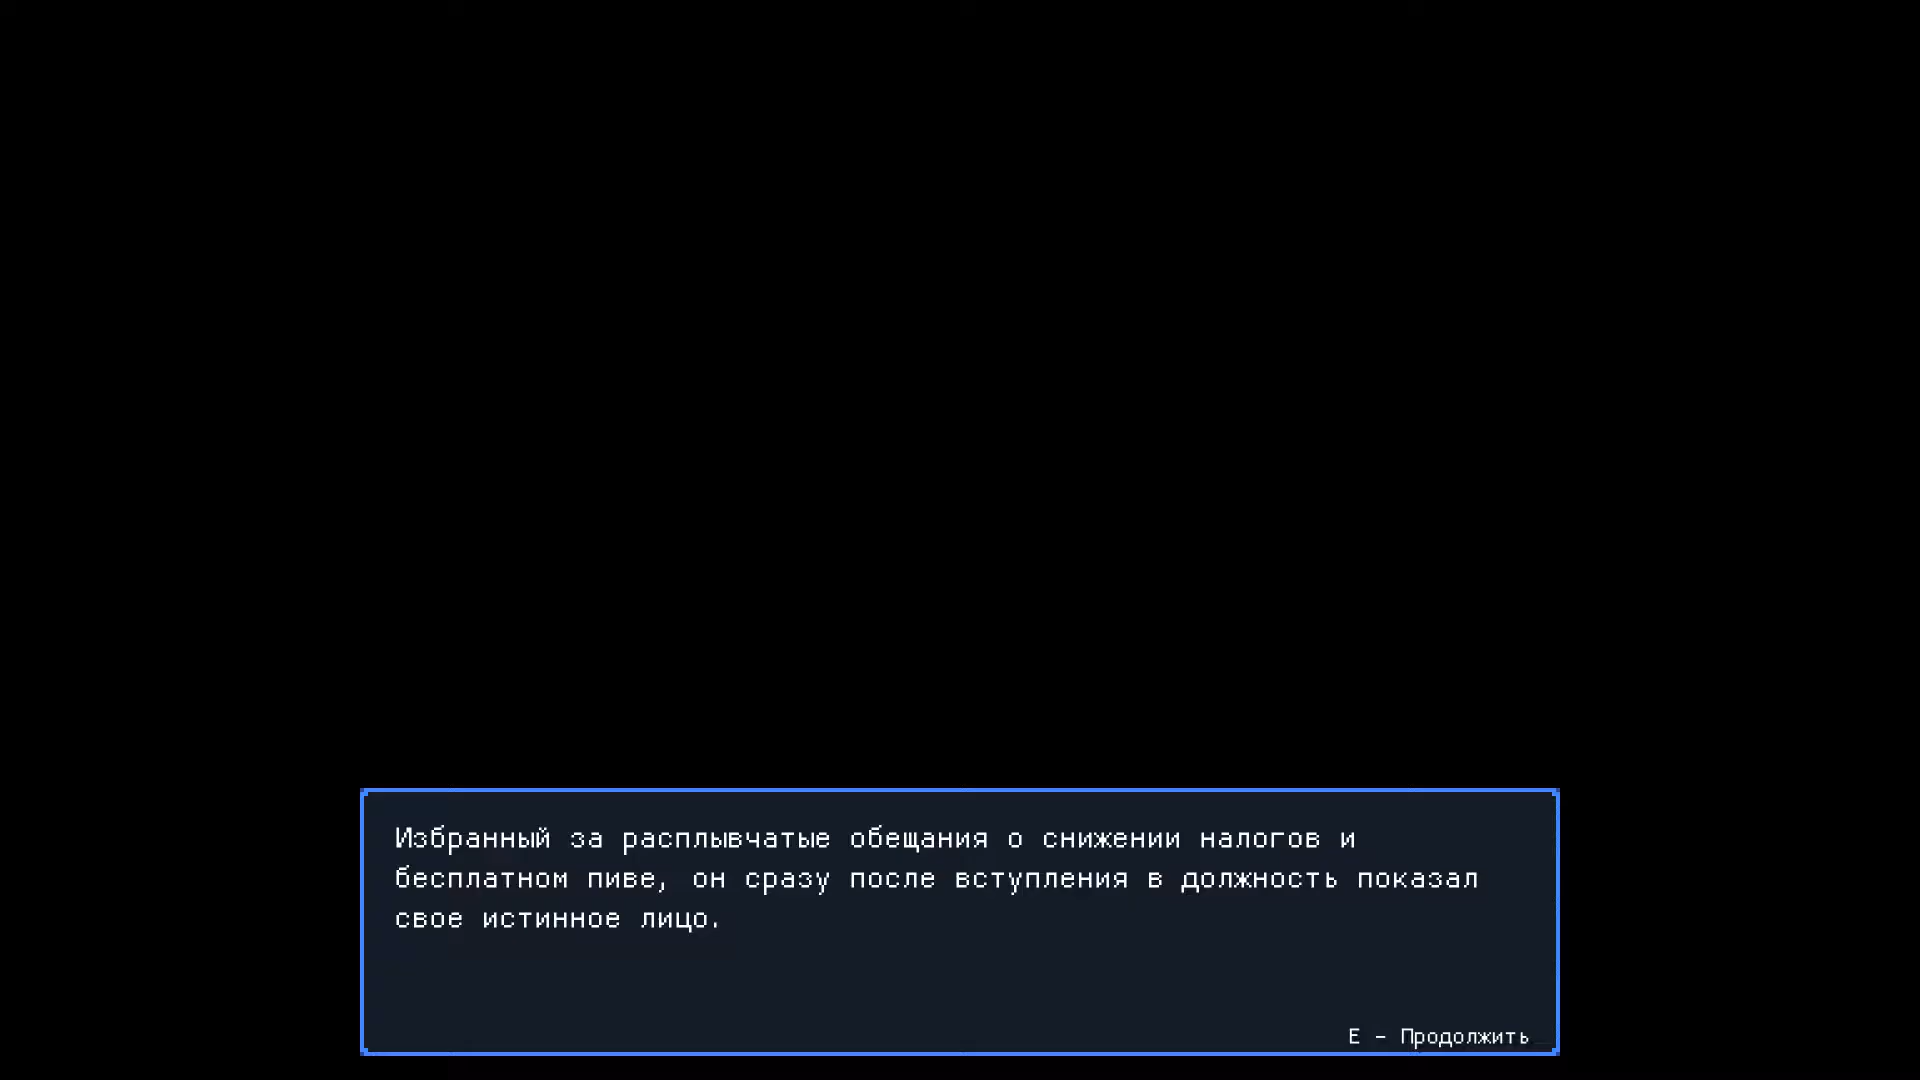 Избранный за расплывчатые обещания о снижении налогов и
бесплатном пиве, он сразу после вступления в должность показал
свое истинное лицо.
E - Продолжить